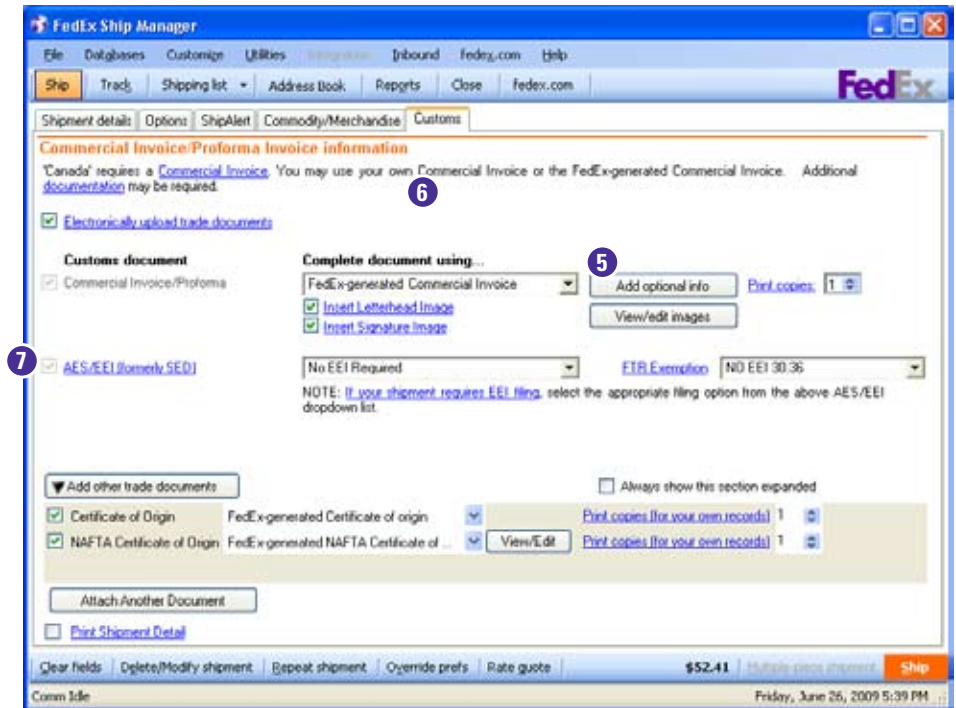 FedEx Ship Manager
File Databases Customize Utilities Integration Inbound fedex.com Help
Ship Track Shipping list Address Book Reports Close fedex.com FedEx
Shipment details Options ShipAlert Commodity/Merchandise Customs
Commercial Invoice/Proforma Invoice information
'Canada' requires a Commercial Invoice. You may use your own Commercial Invoice or the FedEx-generated Commercial Invoice. Additional
documentation may be required.
6
Electronically upload trade documents
Customs document Complete document using...
5
Commercial Invoice/Proforma FedEx-generated Commercial Invoice Add optional info Print copies: 1
Insert Letterhead Image
View/edit images
Insert Signature Image
7
AES/EEI (formerly SED) No EEI Required FTR Exemption NO EEI 30.36
NOTE: If your shipment requires EEI filing, select the appropriate filing option from the above AES/EEI
dropdown list.
Add other trade documents Always show this section expanded
Certificate of Origin FedEx-generated Certificate of origin Print copies (for your own records) 1
NAFTA Certificate of Origin FedEx-generated NAFTA Certificate of ... View/Edit Print copies (for your own records) 1
Attach Another Document
Print Shipment Detail
Clear fields Delete/Modify shipment Repeat shipment Override prefs Rate quote $52.41 Multiple-piece shipment Ship
Comm Idle Friday, June 26, 2009 5:39 PM